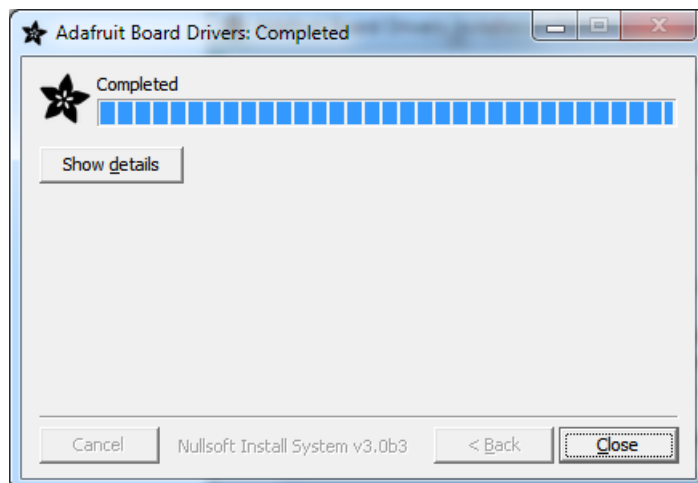 Adafruit Board Drivers: Completed
Completed
Show details
Cancel
Nullsoft Install System v3.0b3
< Back
Close